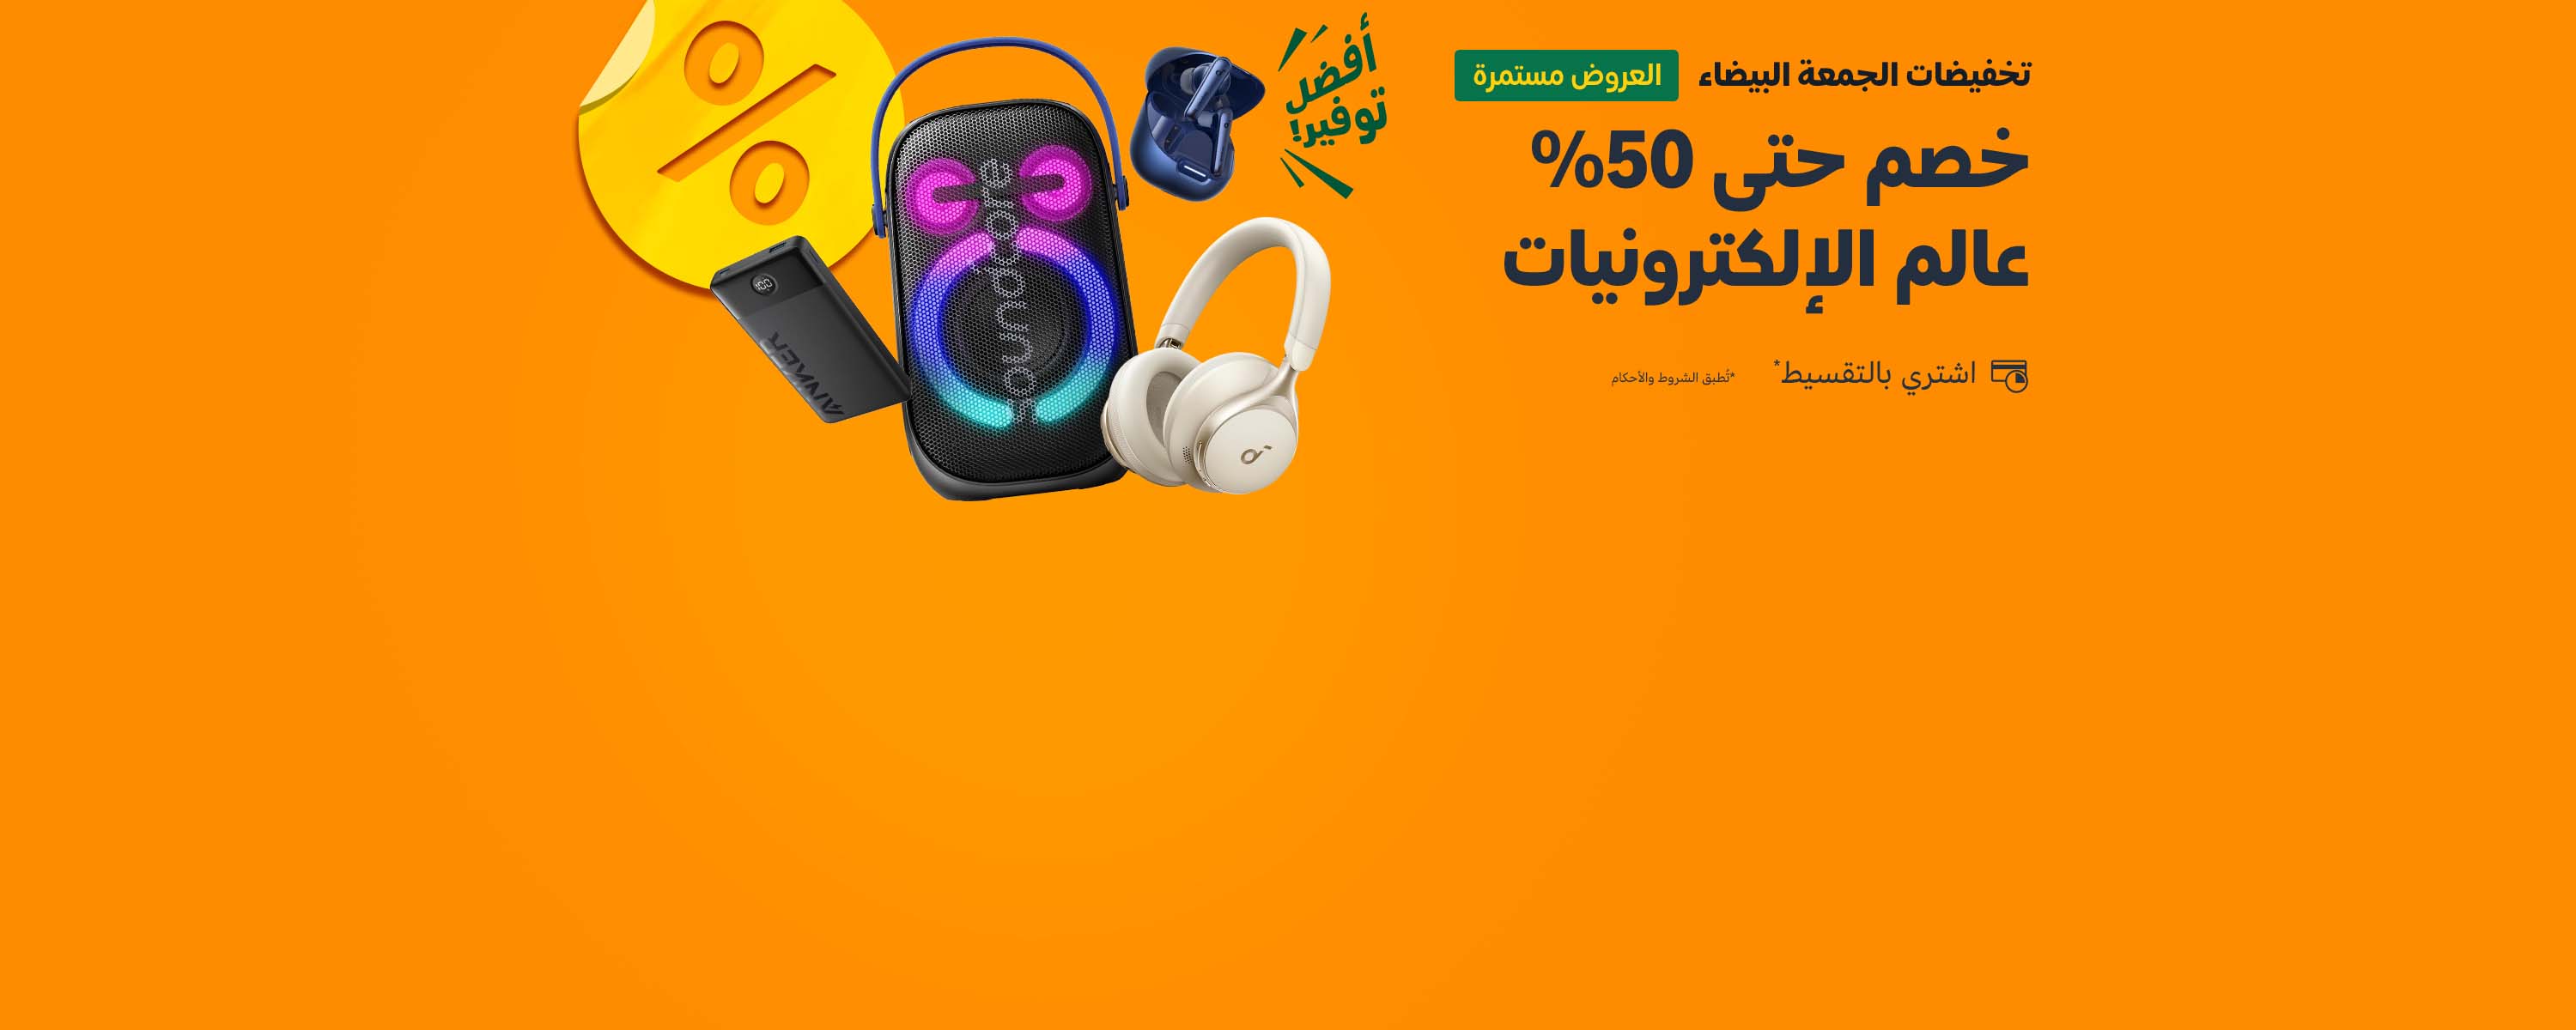 تخفيضات الجمعة البيضاء العروض مستمرة
خصم حتى 50%
عالم الإلكترونيات
اشتري بالتقسيط* *تُطبق الشروط والأحكام
أفضل
توفير!
%
soundcore
ANKER
100